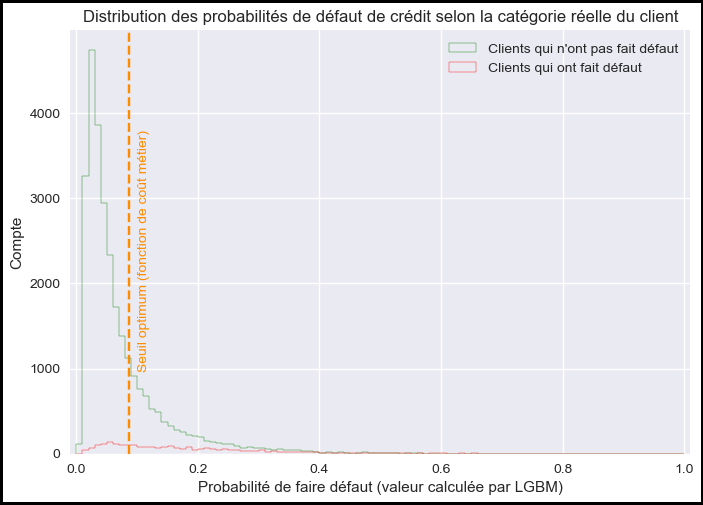 Distribution des probabilités de défaut de crédit selon la catégorie réelle du client
Clients qui n'ont pas fait défaut
Clients qui ont fait défaut
Compte
4000
3000
2000
1000
0
Seuil optimum (fonction de coût métier)
0.0 0.2 0.4 0.6 0.8 1.0
Probabilité de faire défaut (valeur calculée par LGBM)